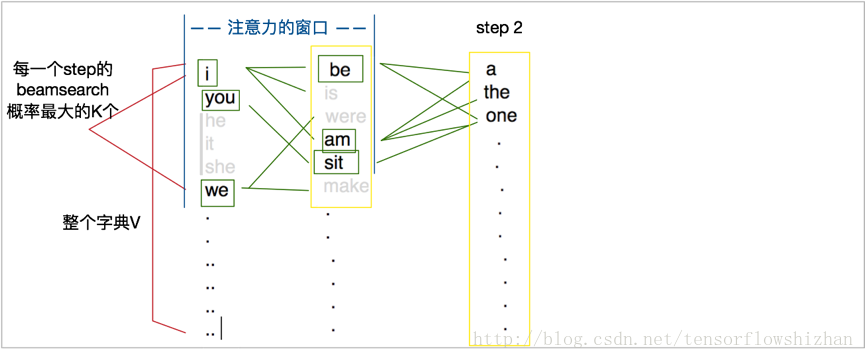 —— 注意力的窗口 ——
step 2
每一个step的
beamsearch
概率最大的K个
整个字典V
i
you
he
it
she
we
be
is
were
am
sit
make
a
the
one
http://blog.csdn.net/tensorflowshizhan